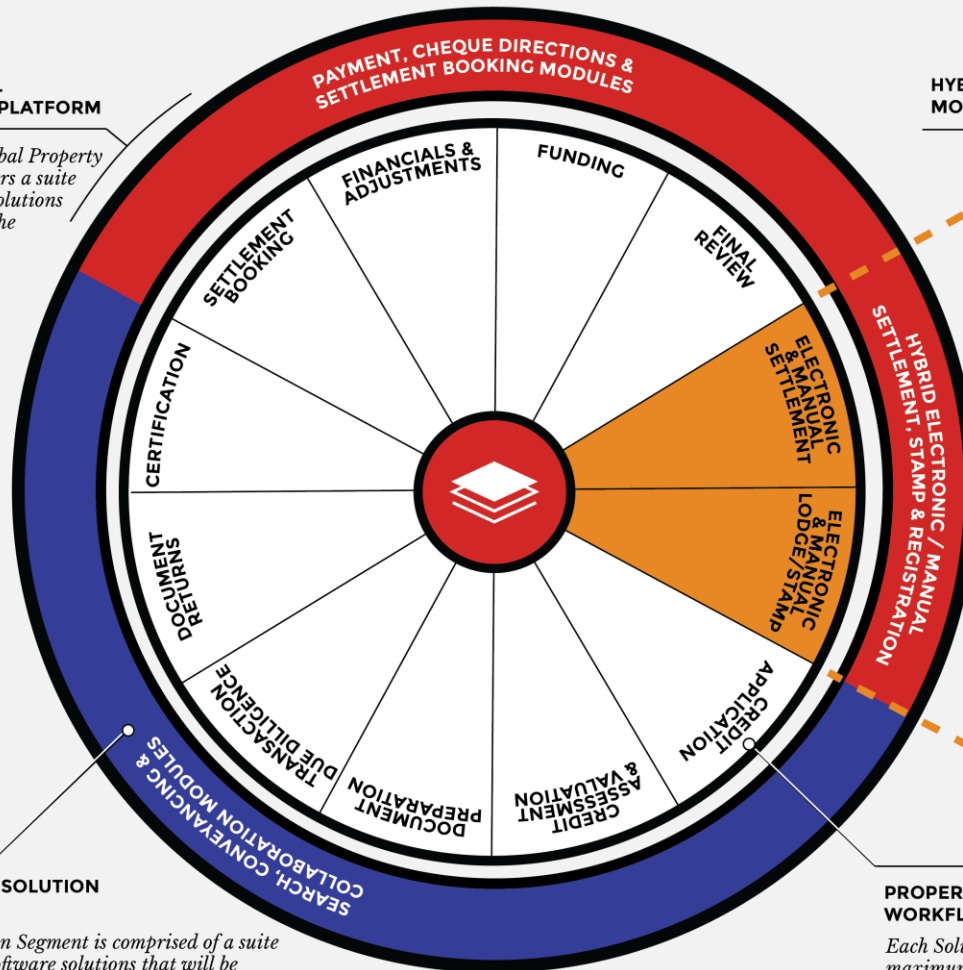 PAYMENT, CHEQUE DIRECTIONS &
SETTLEMENT BOOKING MODULES
PLATFORM
bal Property
rs a suite
olutions
he
HYB
MO
FINANCIALS &
ADJUSTMENTS
FUNDING
FINAL
REVIEW
ELECTRONIC
& MANUAL
SETTLEMENT
ELECTRONIC
& MANUAL
LODGE/STAMP
CREDIT
APPLICATION
CREDIT
ASSESSMENT
& VALUATION
DOCUMENT
PREPARATION
TRANSACTION
DUE DILIGENCE
DOCUMENT
RETURNS
CERTIFICATION
SETTLEMENT
BOOKING
HYBRID ELECTRONIC / MANUAL
SETTLEMENT, STAMP & REGISTRATION
SEARCH, CONVEYANCING &
COLLABORATION MODULES
SOLUTION
n Segment is comprised of a suite
oftware solutions that will be
PROPER
WORKFL
Each Solu
maximum